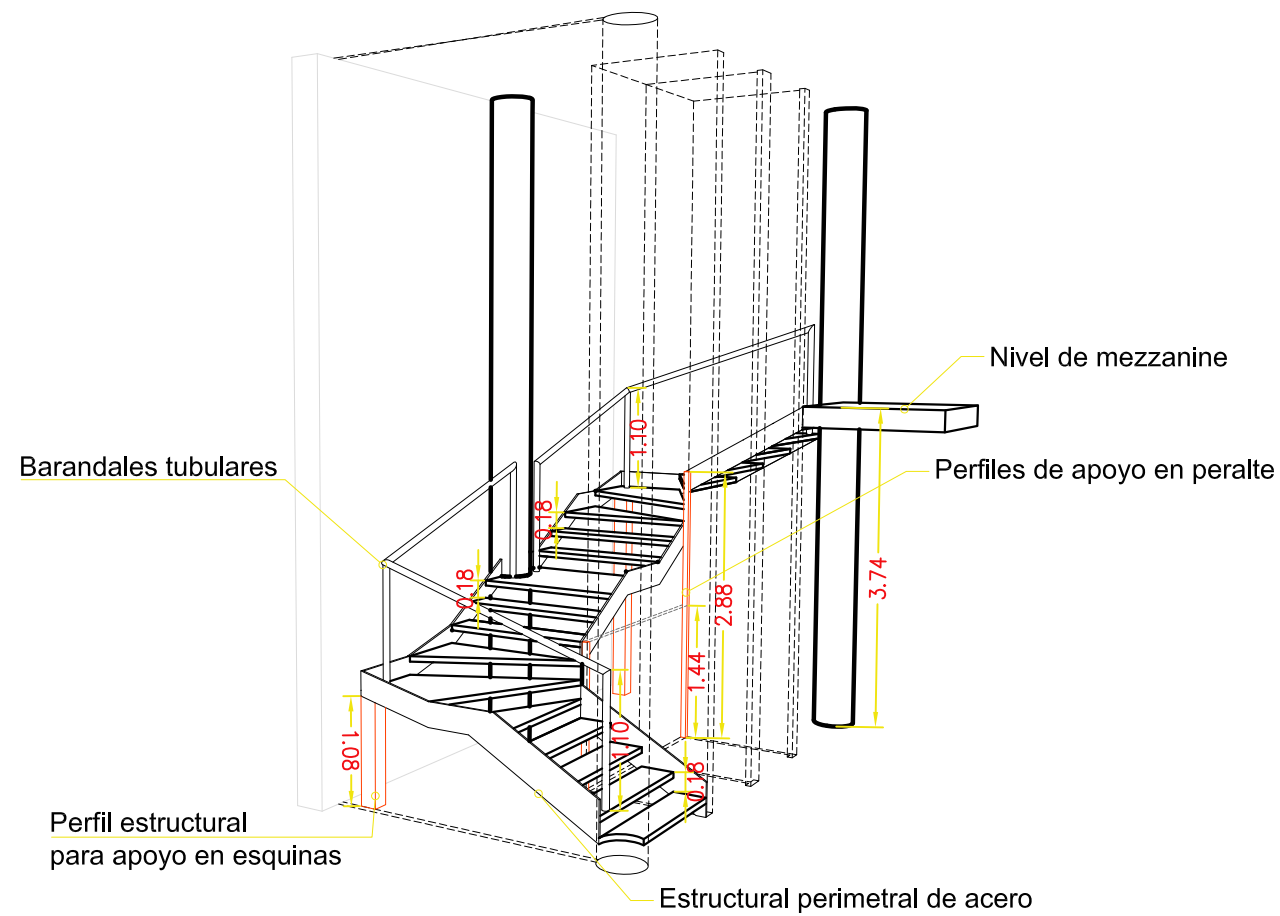 Nivel de mezzanine
1.10
Barandales tubulares
Perfiles de apoyo en peralte
0.18
0.18
2.88
3.74
1.44
1.08
1.10
0.18
Perfil estructural
para apoyo en esquinas
Estructural perimetral de acero